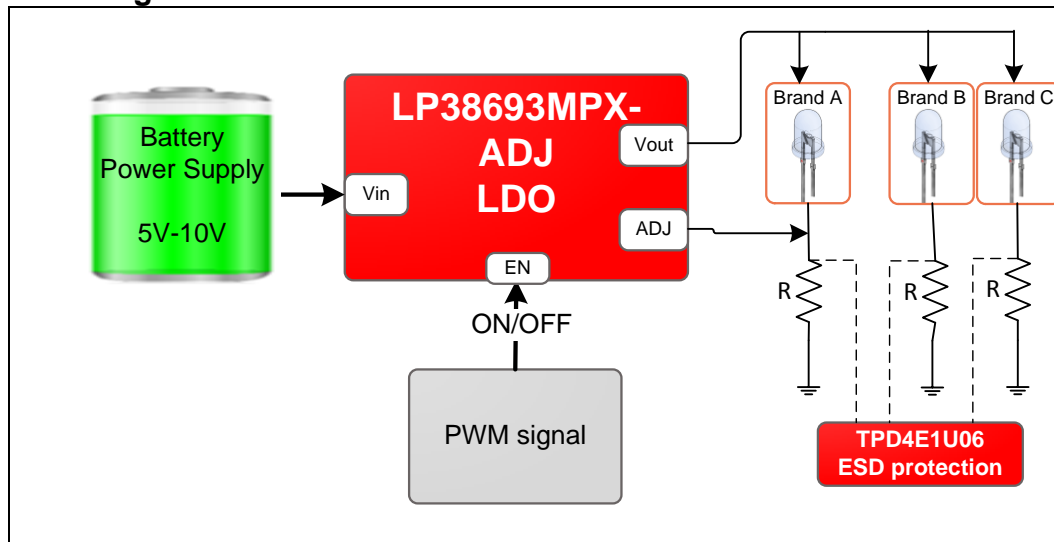 Battery
Power Supply
5V-10V
LP38693MPX-
ADJ
LDO
Vin
Vout
ADJ
EN
ON/OFF
PWM signal
Brand A
Brand B
Brand C
R
R
R
TPD4E1U06
ESD protection